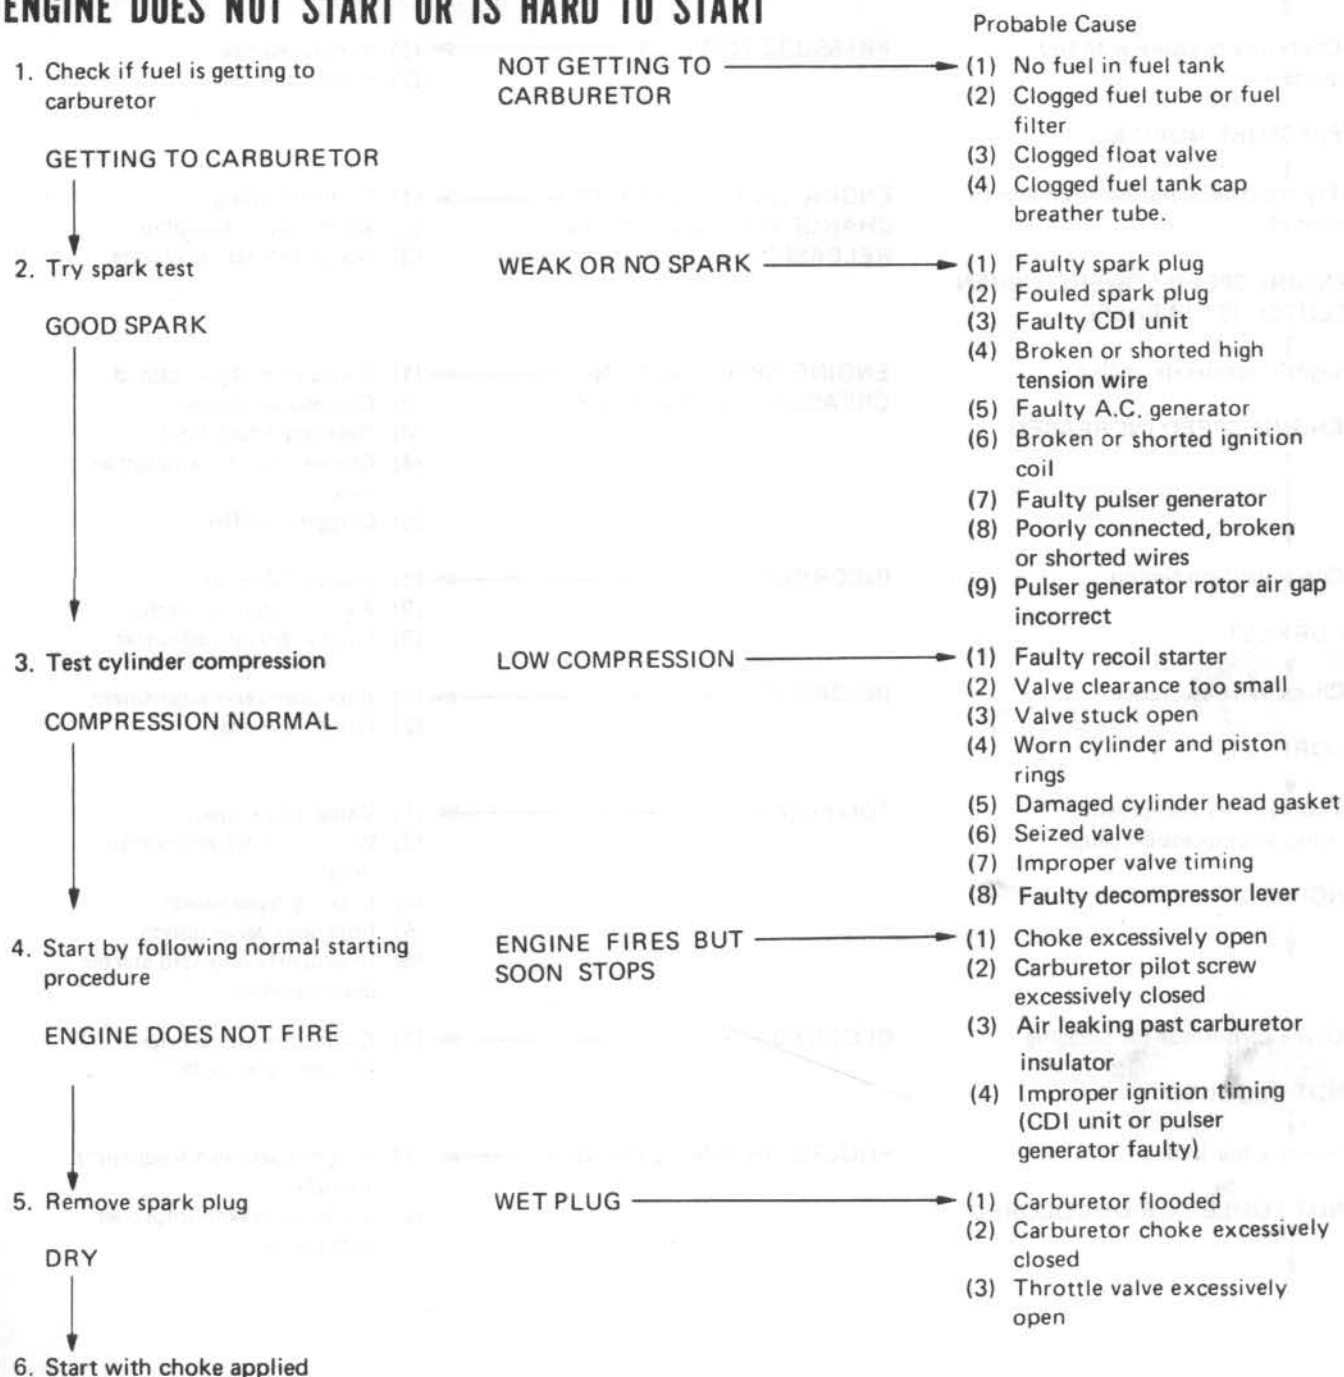 ENGINE DOES NOT START OR IS HARD TO START
Probable Cause
1. Check if fuel is getting to
carburetor
NOT GETTING TO
CARBURETOR
(1) No fuel in fuel tank
(2) Clogged fuel tube or fuel
filter
(3) Clogged float valve
(4) Clogged fuel tank cap
breather tube.
GETTING TO CARBURETOR
2. Try spark test
WEAK OR NO SPARK
(1) Faulty spark plug
(2) Fouled spark plug
(3) Faulty CDI unit
(4) Broken or shorted high
tension wire
(5) Faulty A.C. generator
(6) Broken or shorted ignition
coil
(7) Faulty pulser generator
(8) Poorly connected, broken
or shorted wires
(9) Pulser generator rotor air gap
incorrect
GOOD SPARK
3. Test cylinder compression
LOW COMPRESSION
(1) Faulty recoil starter
(2) Valve clearance too small
(3) Valve stuck open
(4) Worn cylinder and piston
rings
(5) Damaged cylinder head gasket
(6) Seized valve
(7) Improper valve timing
(8) Faulty decompressor lever
COMPRESSION NORMAL
4. Start by following normal starting
procedure
ENGINE FIRES BUT
SOON STOPS
(1) Choke excessively open
(2) Carburetor pilot screw
excessively closed
(3) Air leaking past carburetor
insulator
(4) Improper ignition timing
(CDI unit or pulser
generator faulty)
ENGINE DOES NOT FIRE
5. Remove spark plug
WET PLUG
(1) Carburetor flooded
(2) Carburetor choke excessively
closed
(3) Throttle valve excessively
open
DRY
6. Start with choke applied